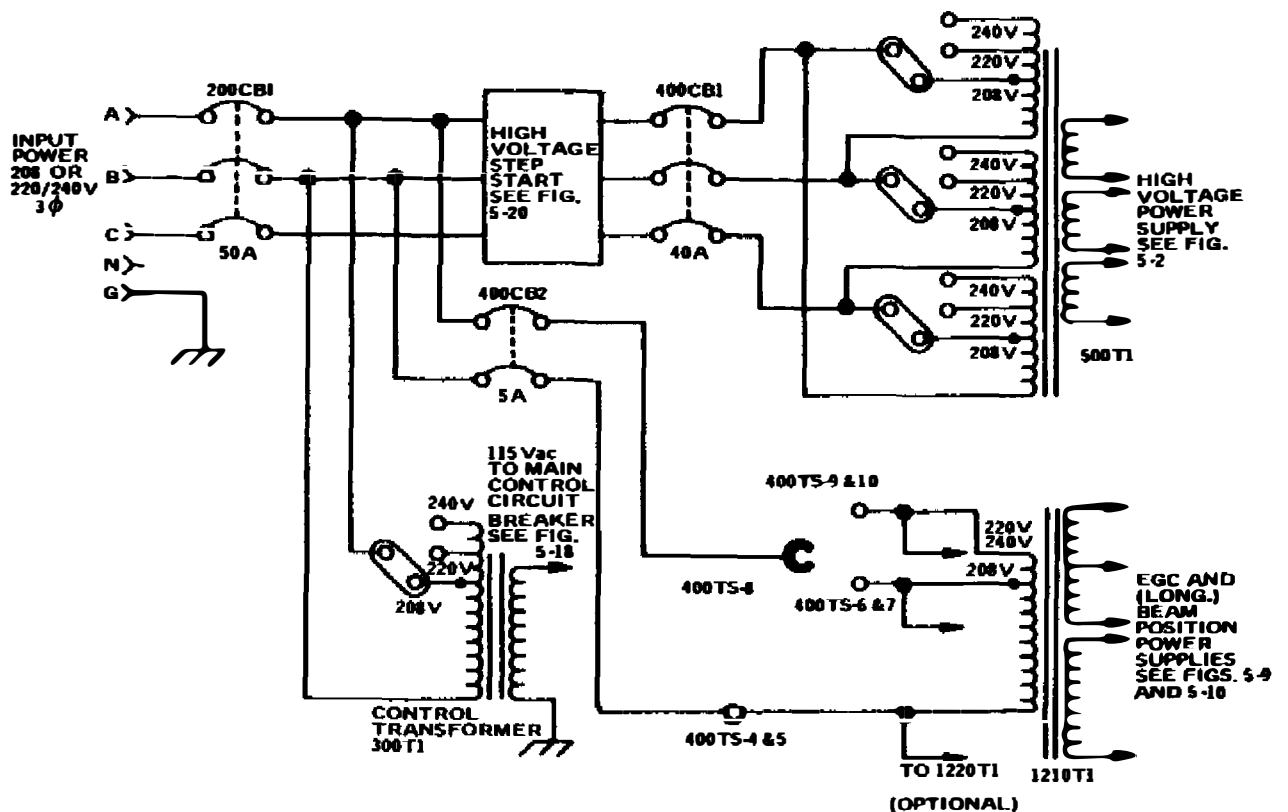 INPUT
POWER
208 OR
220/240V
3 ϕ
A
B
C
N
G
200CB1
50A
HIGH
VOLTAGE
STEP
START
SEE FIG.
5-20
400CB1
40A
240V
220V
208V
240V
220V
208V
240V
220V
208V
HIGH
VOLTAGE
POWER
SUPPLY
SEE FIG.
5-2
500T1
400CB2
5A
115 Vac
TO MAIN
CONTROL
CIRCUIT
BREAKER
SEE FIG.
5-18
240V
220V
208V
CONTROL
TRANSFORMER
300T1
400TS-8
400TS-9 & 10
400TS-6 & 7
400TS-4 & 5
220V
240V
208V
EGC AND
(LONG.)
BEAM
POSITION
POWER
SUPPLIES
SEE FIGS. 5-9
AND 5-10
TO 1220T1
(OPTIONAL)
1210T1